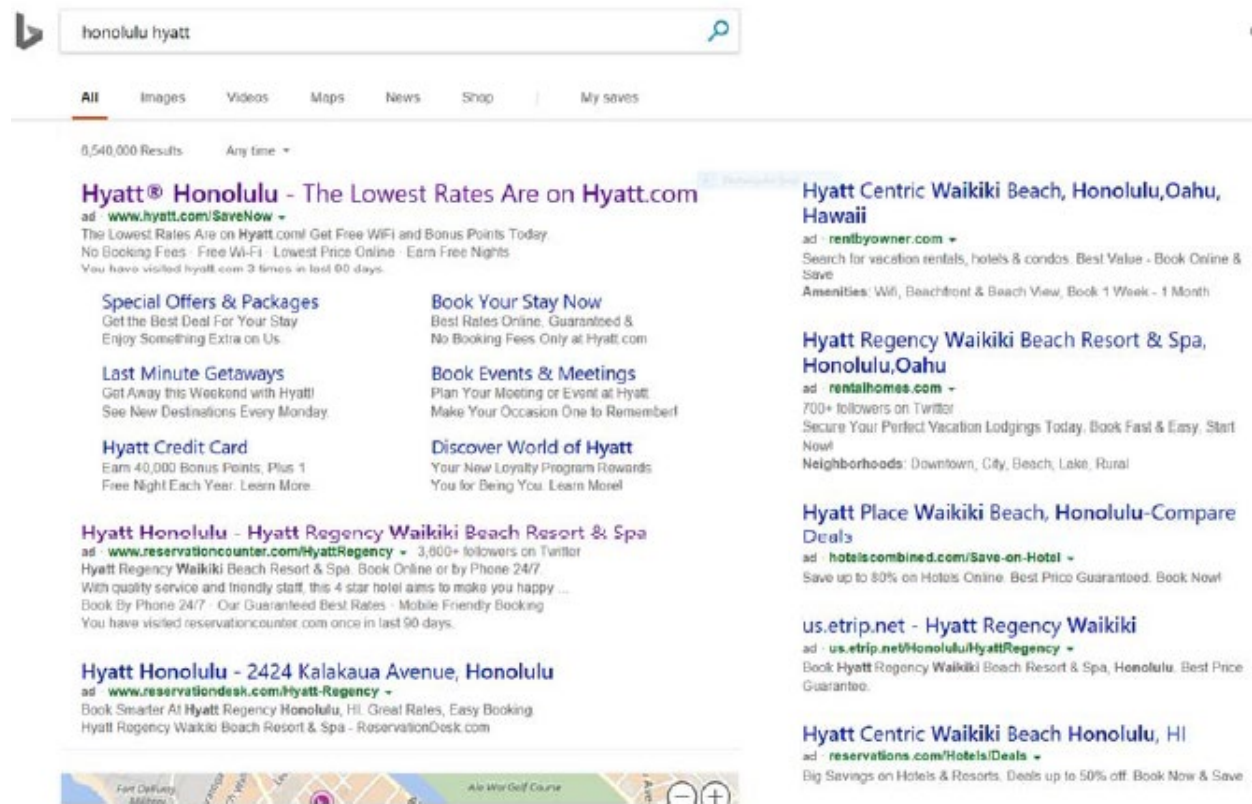 honolulu hyatt
All Images Videos Maps News Shop My saves
6,540,000 Results Any time
Hyatt® Honolulu - The Lowest Rates Are on Hyatt.com
ad · www.hyatt.com/SaveNow
The Lowest Rates Are on Hyatt.com! Get Free WiFi and Bonus Points Today.
No Booking Fees · Free Wi-Fi · Lowest Price Online · Earn Free Nights
You have visited hyatt.com 3 times in last 90 days.
Special Offers & Packages
Get the Best Deal For Your Stay
Enjoy Something Extra on Us.
Book Your Stay Now
Best Rates Online, Guaranteed &
No Booking Fees Only at Hyatt.com
Last Minute Getaways
Get Away this Weekend with Hyatt!
See New Destinations Every Monday.
Book Events & Meetings
Plan Your Meeting or Event at Hyatt.
Make Your Occasion One to Remember!
Hyatt Credit Card
Earn 40,000 Bonus Points, Plus 1
Free Night Each Year. Learn More.
Discover World of Hyatt
Your New Loyalty Program Rewards
You for Being You. Learn More!
Hyatt Honolulu - Hyatt Regency Waikiki Beach Resort & Spa
ad · www.reservationcounter.com/HyattRegency 3,600+ followers on Twitter
Hyatt Regency Waikiki Beach Resort & Spa. Book Online or by Phone 24/7.
With quality service and friendly staff, this 4 star hotel aims to make you happy ...
Book By Phone 24/7 · Our Guaranteed Best Rates · Mobile Friendly Booking
You have visited reservationcounter.com once in last 90 days.
Hyatt Honolulu - 2424 Kalakaua Avenue, Honolulu
ad · www.reservationdesk.com/Hyatt-Regency
Book Smarter At Hyatt Regency Honolulu, HI. Great Rates, Easy Booking.
Hyatt Regency Waikiki Beach Resort & Spa - ReservationDesk.com
Ala Wai Golf Course
Fort DeRussy
Military
Hyatt Centric Waikiki Beach, Honolulu,Oahu,
Hawaii
ad · rentbyowner.com
Search for vacation rentals, hotels & condos. Best Value - Book Online &
Save
Amenities: Wifi, Beachfront & Beach View, Book 1 Week - 1 Month
Hyatt Regency Waikiki Beach Resort & Spa,
Honolulu,Oahu
ad · rentalhomes.com
700+ followers on Twitter
Secure Your Perfect Vacation Lodgings Today. Book Fast & Easy. Start
Now!
Neighborhoods: Downtown, City, Beach, Lake, Rural
Hyatt Place Waikiki Beach, Honolulu-Compare
Deals
ad · hotelscombined.com/Save-on-Hotel
Save up to 80% on Hotels Online. Best Price Guaranteed. Book Now!
us.etrip.net - Hyatt Regency Waikiki
ad · us.etrip.net/Honolulu/HyattRegency
Book Hyatt Regency Waikiki Beach Resort & Spa, Honolulu. Best Price
Guarantee.
Hyatt Centric Waikiki Beach Honolulu, HI
ad · reservations.com/Hotels/Deals
Big Savings on Hotels & Resorts. Deals up to 50% off. Book Now & Save